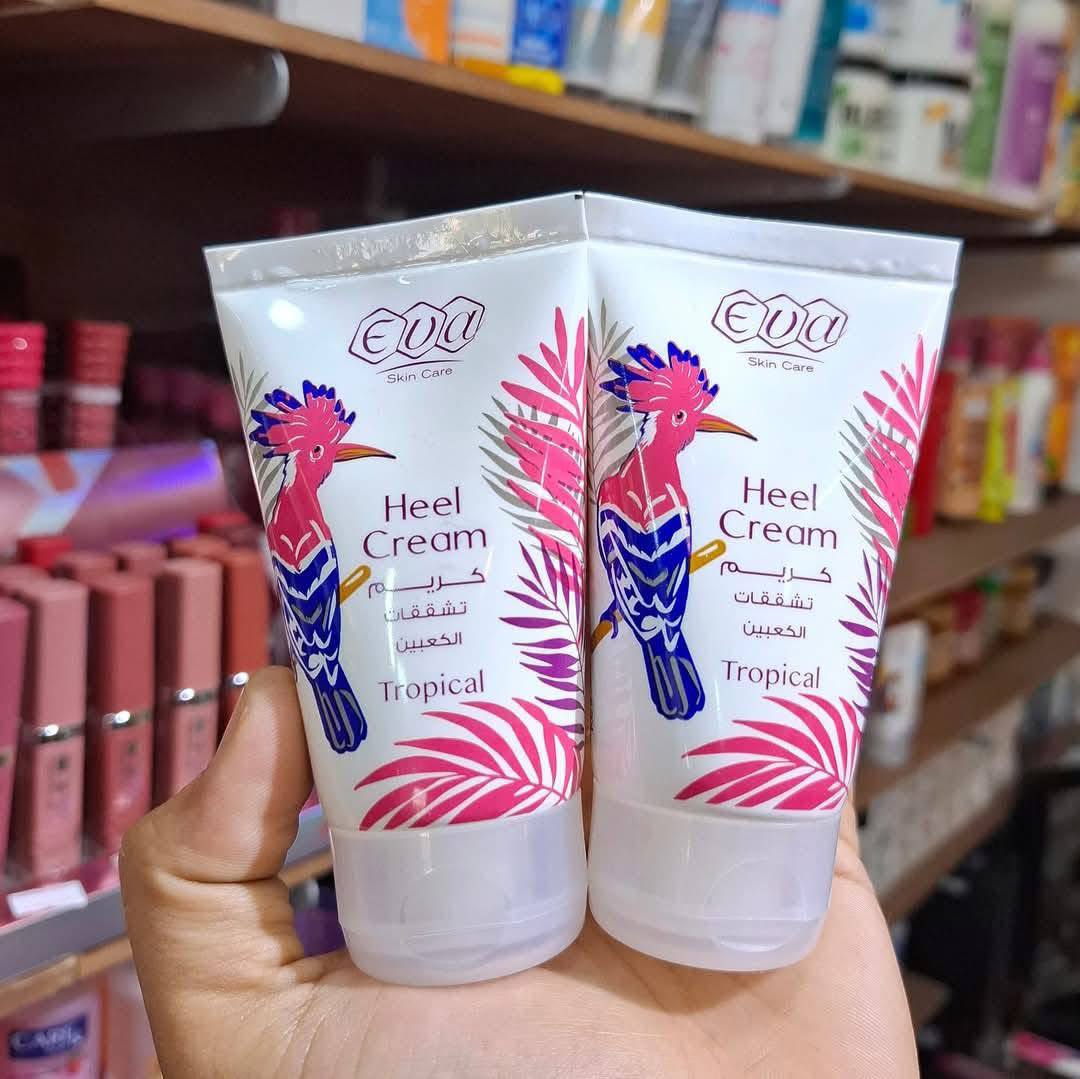 Eva
Skin Care
Heel
Cream
كريم
تشققات
الكعبين
Tropical
Eva
Skin Care
Heel
Cream
كريم
تشققات
الكعبين
Tropical